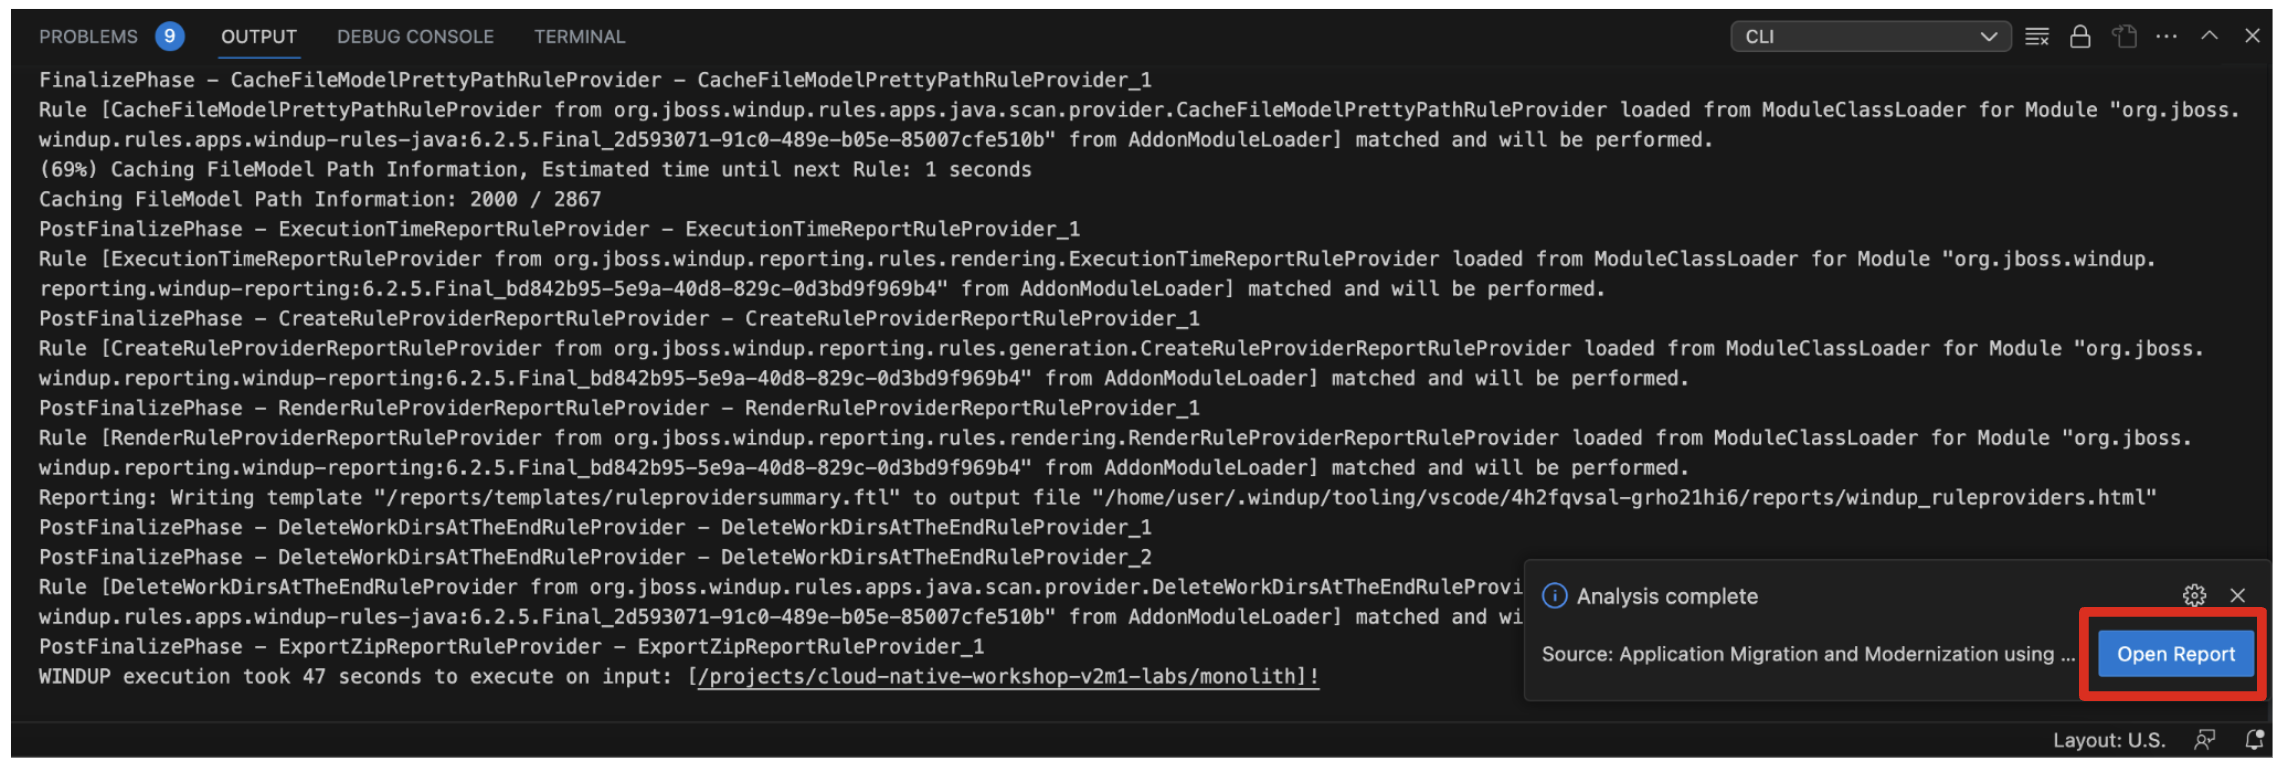 PROBLEMS 9 OUTPUT DEBUG CONSOLE TERMINAL CLI
FinalizePhase – CacheFileModelPrettyPathRuleProvider – CacheFileModelPrettyPathRuleProvider_1
Rule [CacheFileModelPrettyPathRuleProvider from org.jboss.windup.rules.apps.java.scan.provider.CacheFileModelPrettyPathRuleProvider loaded from ModuleClassLoader for Module "org.jboss.
windup.rules.apps.windup-rules-java:6.2.5.Final_2d593071-91c0-489e-b05e-85007cfe510b" from AddonModuleLoader] matched and will be performed.
(69%) Caching FileModel Path Information, Estimated time until next Rule: 1 seconds
Caching FileModel Path Information: 2000 / 2867
PostFinalizePhase – ExecutionTimeReportRuleProvider – ExecutionTimeReportRuleProvider_1
Rule [ExecutionTimeReportRuleProvider from org.jboss.windup.reporting.rules.rendering.ExecutionTimeReportRuleProvider loaded from ModuleClassLoader for Module "org.jboss.windup.
reporting.windup-reporting:6.2.5.Final_bd842b95-5e9a-40d8-829c-0d3bd9f969b4" from AddonModuleLoader] matched and will be performed.
PostFinalizePhase – CreateRuleProviderReportRuleProvider – CreateRuleProviderReportRuleProvider_1
Rule [CreateRuleProviderReportRuleProvider from org.jboss.windup.reporting.rules.generation.CreateRuleProviderReportRuleProvider loaded from ModuleClassLoader for Module "org.jboss.
windup.reporting.windup-reporting:6.2.5.Final_bd842b95-5e9a-40d8-829c-0d3bd9f969b4" from AddonModuleLoader] matched and will be performed.
PostFinalizePhase – RenderRuleProviderReportRuleProvider – RenderRuleProviderReportRuleProvider_1
Rule [RenderRuleProviderReportRuleProvider from org.jboss.windup.reporting.rules.rendering.RenderRuleProviderReportRuleProvider loaded from ModuleClassLoader for Module "org.jboss.
windup.reporting.windup-reporting:6.2.5.Final_bd842b95-5e9a-40d8-829c-0d3bd9f969b4" from AddonModuleLoader] matched and will be performed.
Reporting: Writing template "/reports/templates/ruleprovidersummary.ftl" to output file "/home/user/.windup/tooling/vscode/4h2fqvsal-grho21hi6/reports/windup_ruleproviders.html"
PostFinalizePhase – DeleteWorkDirsAtTheEndRuleProvider – DeleteWorkDirsAtTheEndRuleProvider_1
PostFinalizePhase – DeleteWorkDirsAtTheEndRuleProvider – DeleteWorkDirsAtTheEndRuleProvider_2
Rule [DeleteWorkDirsAtTheEndRuleProvider from org.jboss.windup.rules.apps.java.scan.provider.DeleteWorkDirsAtTheEndRuleProvi
windup.rules.apps.windup-rules-java:6.2.5.Final_2d593071-91c0-489e-b05e-85007cfe510b" from AddonModuleLoader] matched and wi
PostFinalizePhase – ExportZipReportRuleProvider – ExportZipReportRuleProvider_1
WINDUP execution took 47 seconds to execute on input: [/projects/cloud-native-workshop-v2m1-labs/monolith]!
Analysis complete
Source: Application Migration and Modernization using ... Open Report
Layout: U.S.